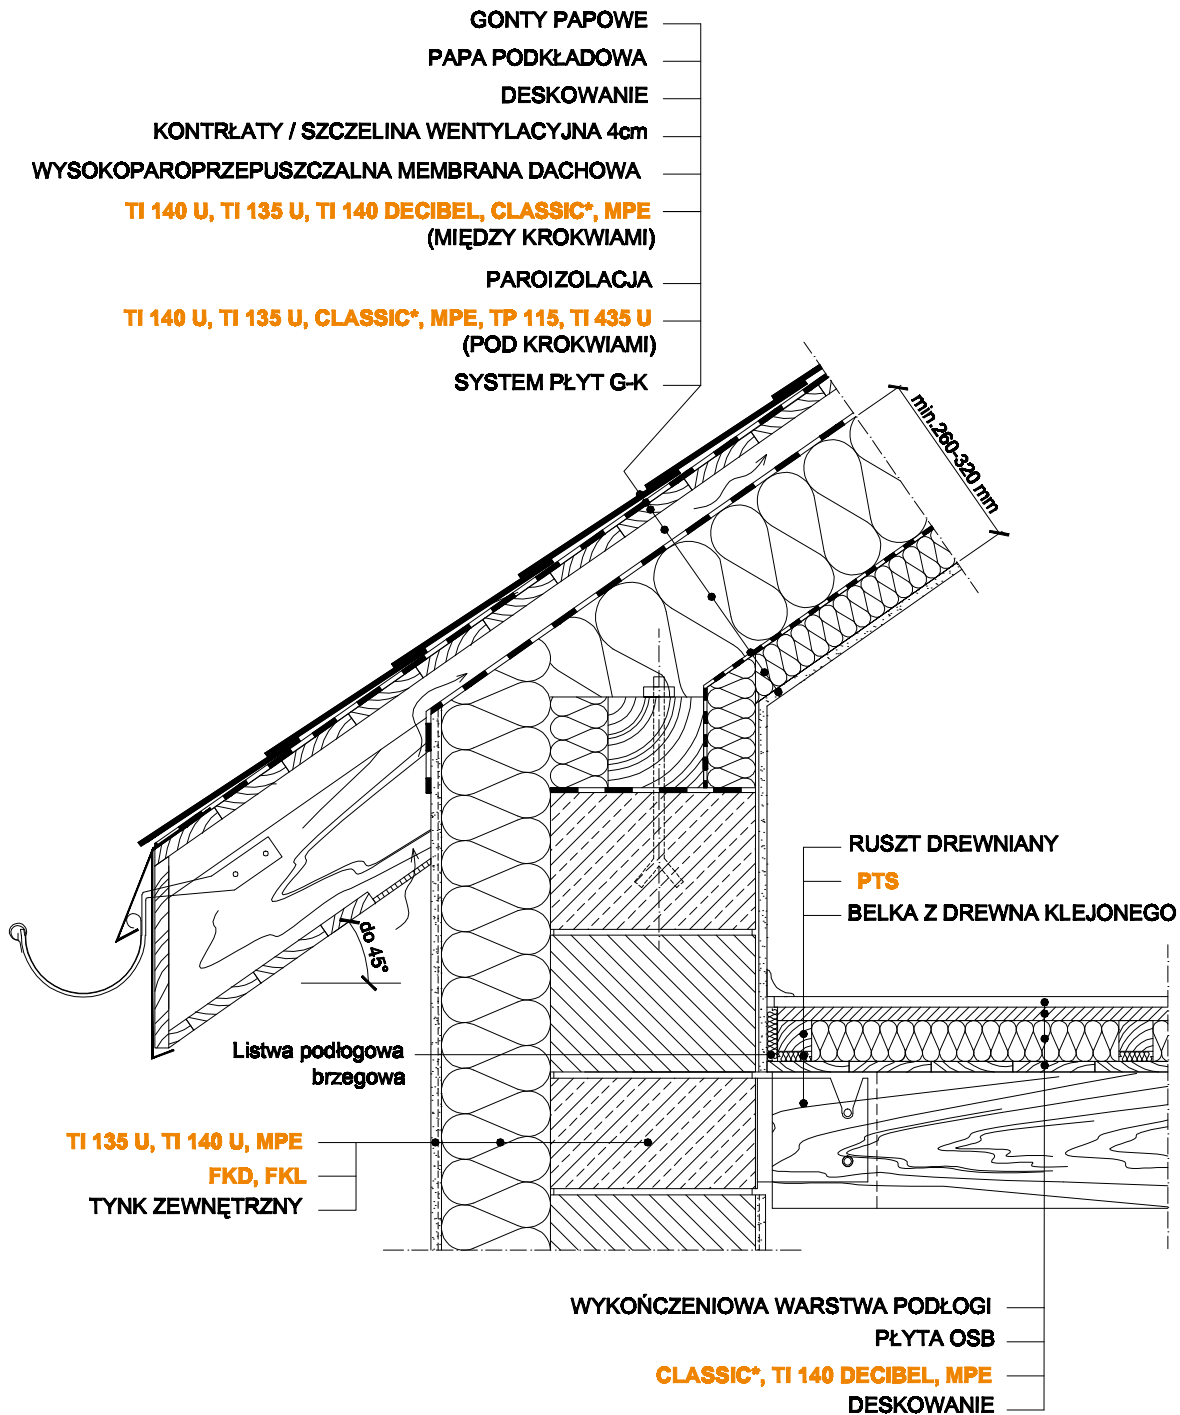 GONTY PAPOWE
PAPA PODKŁADOWA
DESKOWANIE
KONTRŁATY / SZCZELINA WENTYLACYJNA 4cm
WYSOKOPAROPRZEPUSZCZALNA MEMBRANA DACHOWA
TI 140 U, TI 135 U, TI 140 DECIBEL, CLASSIC*, MPE
(MIĘDZY KROKWIAMI)
PAROIZOLACJA
TI 140 U, TI 135 U, CLASSIC*, MPE, TP 115, TI 435 U
(POD KROKWIAMI)
SYSTEM PŁYT G-K
min.260-320 mm
RUSZT DREWNIANY
PTS
BELKA Z DREWNA KLEJONEGO
do 45°
Listwa podłogowa
brzegowa
TI 135 U, TI 140 U, MPE
FKD, FKL
TYNK ZEWNĘTRZNY
WYKOŃCZENIOWA WARSTWA PODŁOGI
PŁYTA OSB
CLASSIC*, TI 140 DECIBEL, MPE
DESKOWANIE